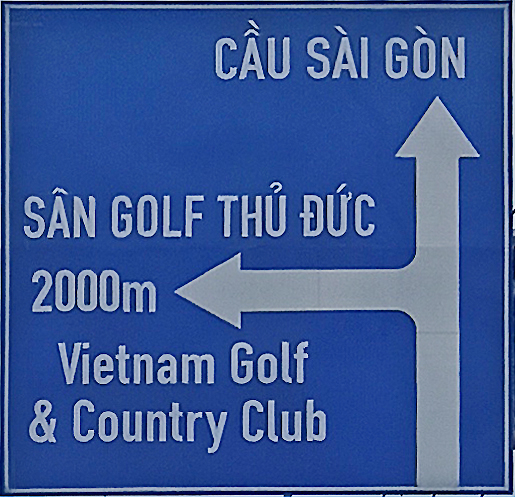 CẦU SÀI GÒN
SÂN GOLF THỦ ĐỨC
2000m
Vietnam Golf
& Country Club